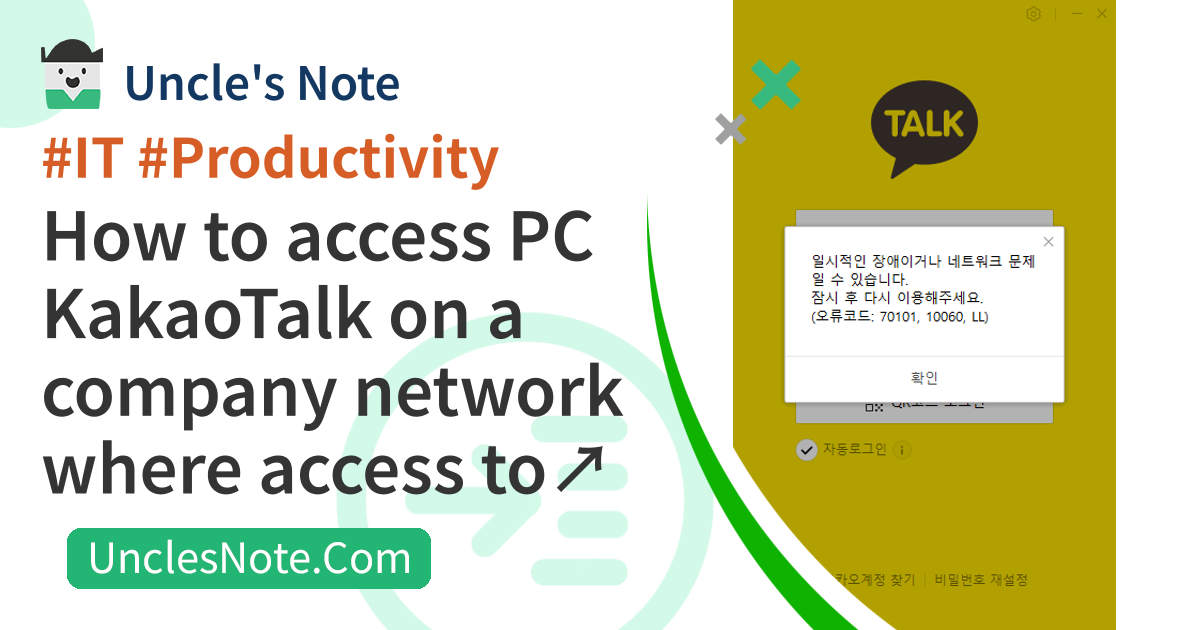 Uncle's Note
#IT #Productivity
How to access PC
KakaoTalk on a
company network
where access to↗
UnclesNote.Com
TALK
일시적인 장애이거나 네트워크 문제
일 수 있습니다.
잠시 후 다시 이용해주세요.
(오류코드: 70101, 10060, LL)
확인
자동로그인
찾기 | 비밀번호 재설정